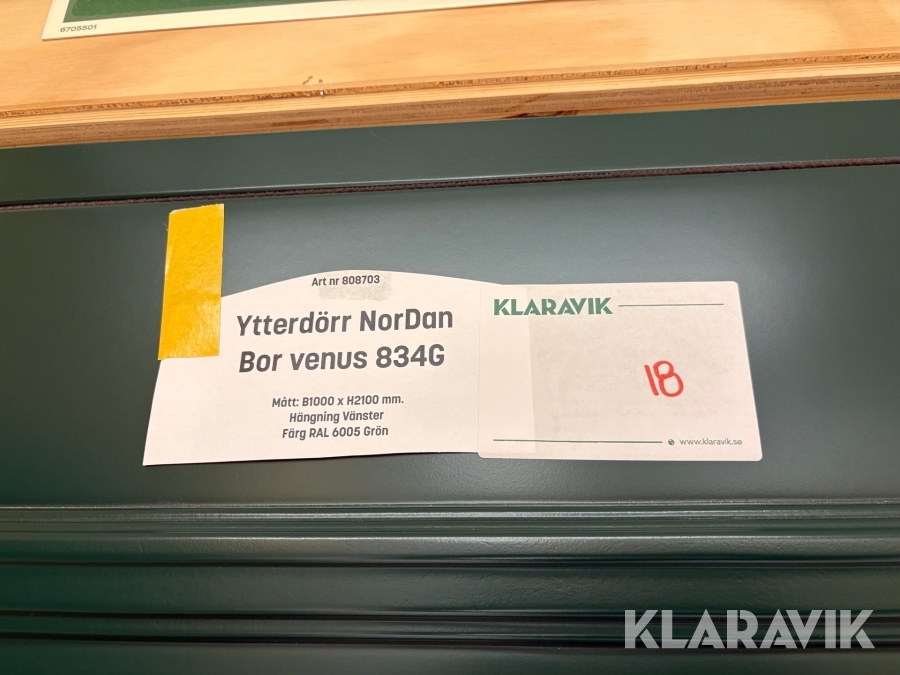 6705501
Art nr 808703
Ytterdörr NorDan
Bor venus 834G
Mått: B1000 x H2100 mm.
Hängning Vänster
Färg RAL 6005 Grön
KLARAVIK
18
www.klaravik.se
KLARAVIK